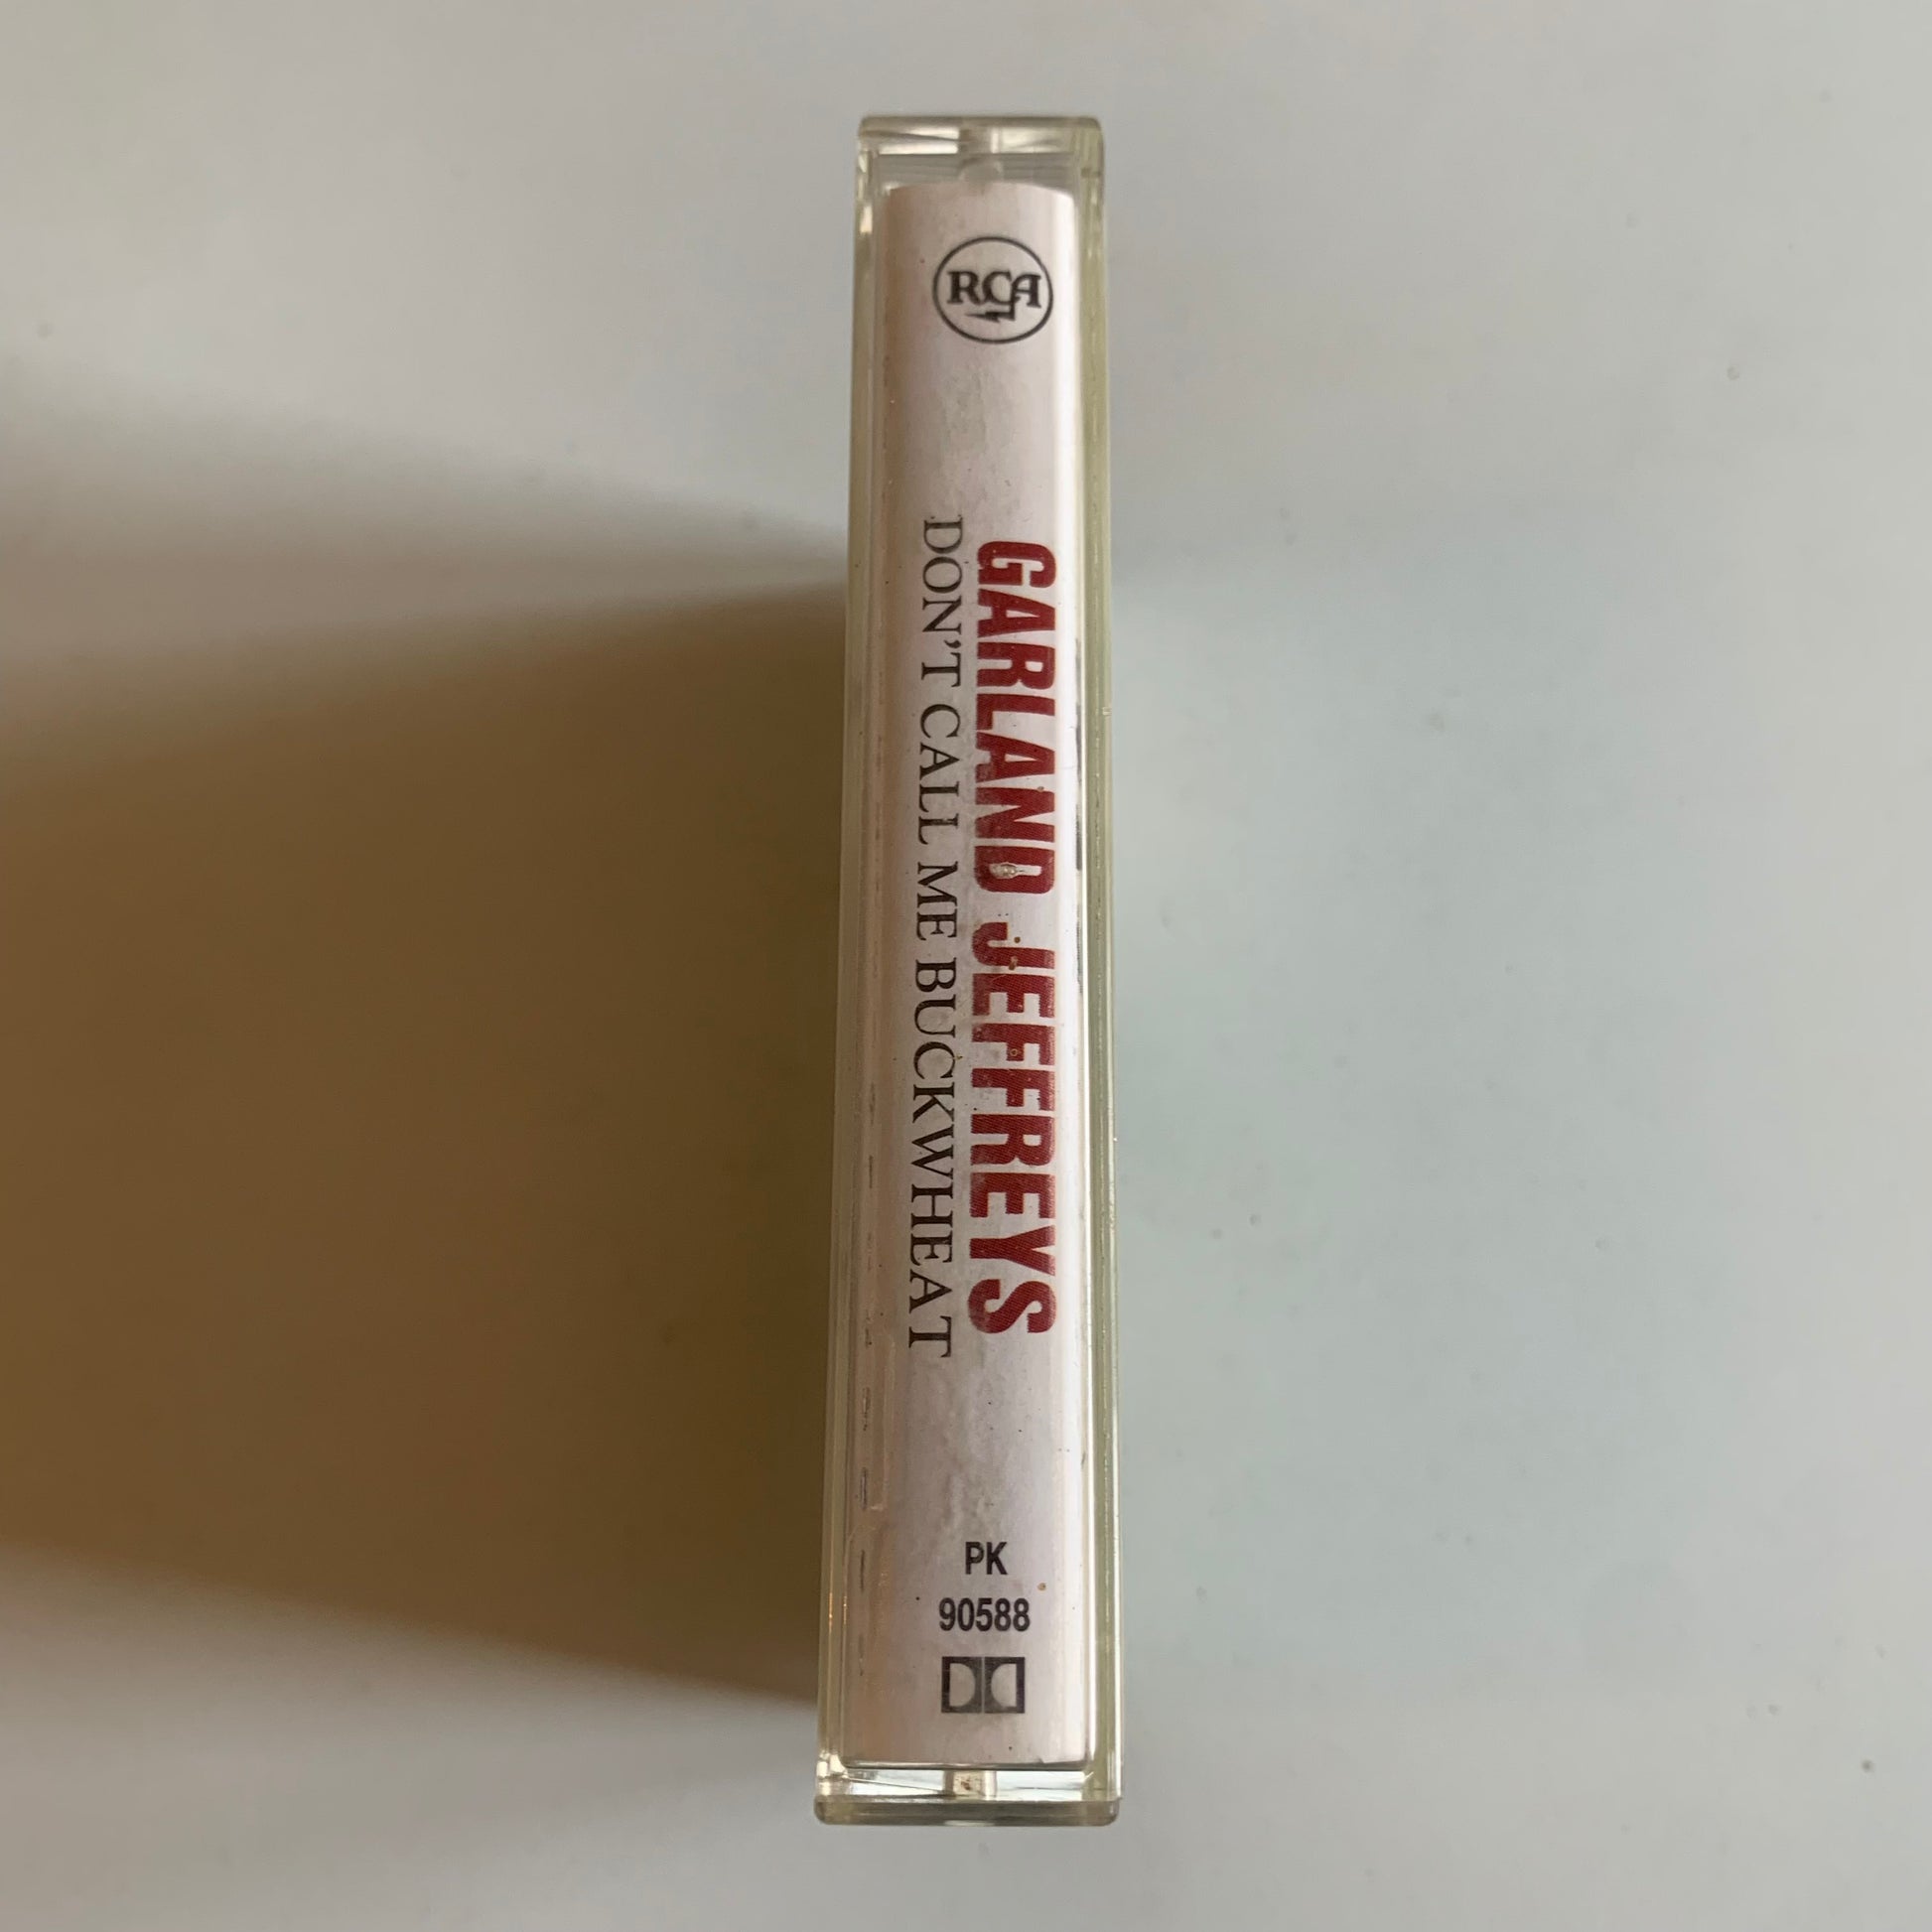 RCA
GARLAND JEFFREYS
DON'T CALL ME BUCKWHEAT
PK
90588